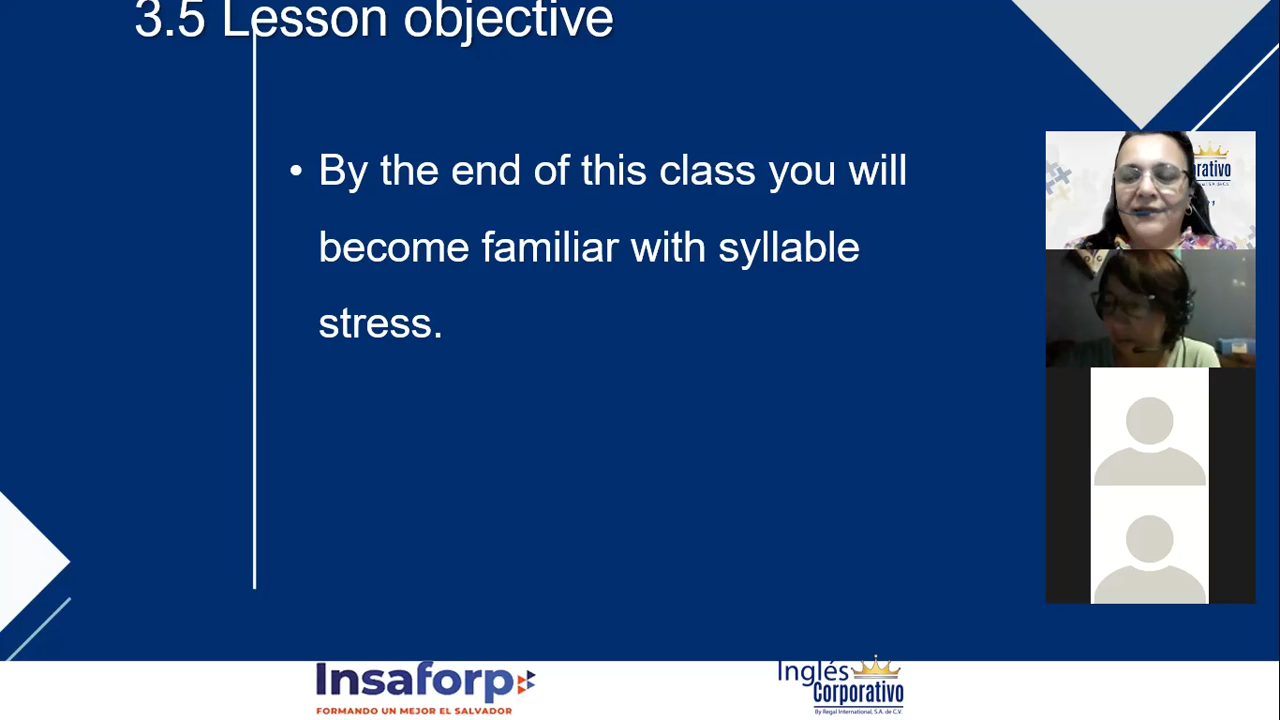 3.5 Lesson objective
• By the end of this class you will
become familiar with syllable
stress.
Insaforp
FORMANDO UN MEJOR EL SALVADOR
Inglés
Corporativo
By Regal International, S.A. de C.V.